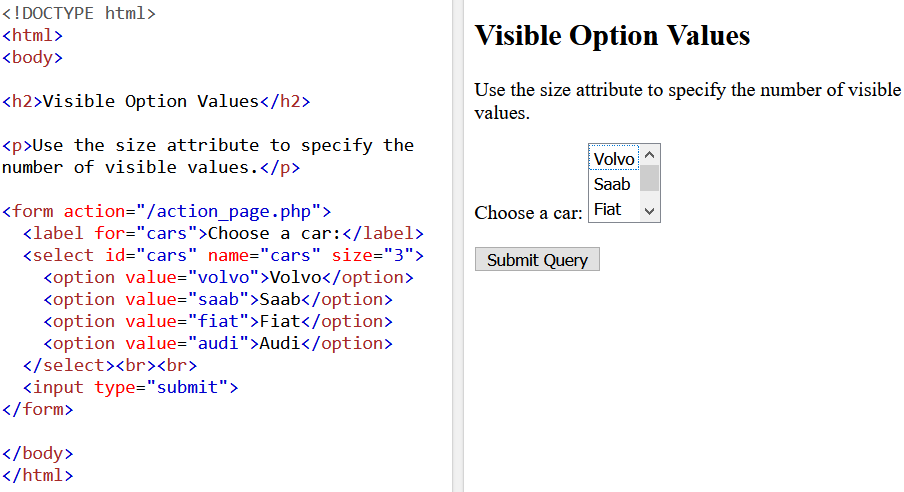 <!DOCTYPE html>
<html>
<body>
<h2>Visible Option Values</h2>
<p>Use the size attribute to specify the
number of visible values.</p>
<form action="/action_page.php">
  <label for="cars">Choose a car:</label>
  <select id="cars" name="cars" size="3">
    <option value="volvo">Volvo</option>
    <option value="saab">Saab</option>
    <option value="fiat">Fiat</option>
    <option value="audi">Audi</option>
  </select><br><br>
  <input type="submit">
</form>
</body>
</html>
Visible Option Values
Use the size attribute to specify the number of visible
values.
Choose a car:
Volvo
Saab
Fiat
Submit Query